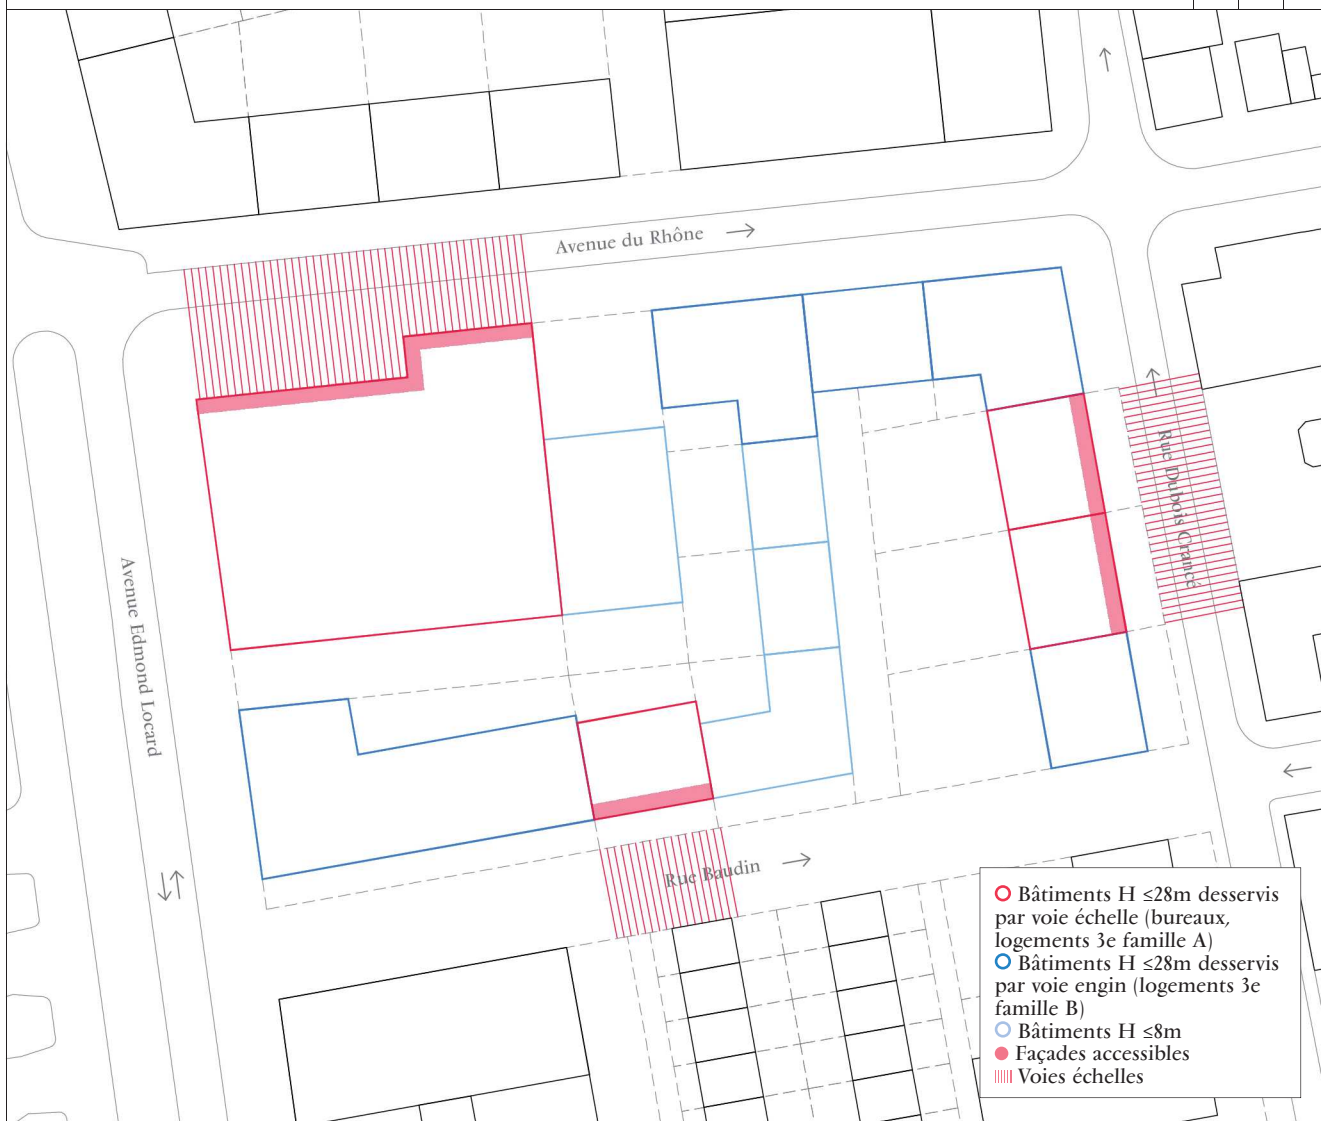 Avenue du Rhône
Rue Dubois Crancé
Avenue Edmond Locard
Rue Baudin
Bâtiments H ≤28m desservis
par voie échelle (bureaux,
logements 3e famille A)
Bâtiments H ≤28m desservis
par voie engin (logements 3e
famille B)
Bâtiments H ≤8m
Façades accessibles
Voies échelles